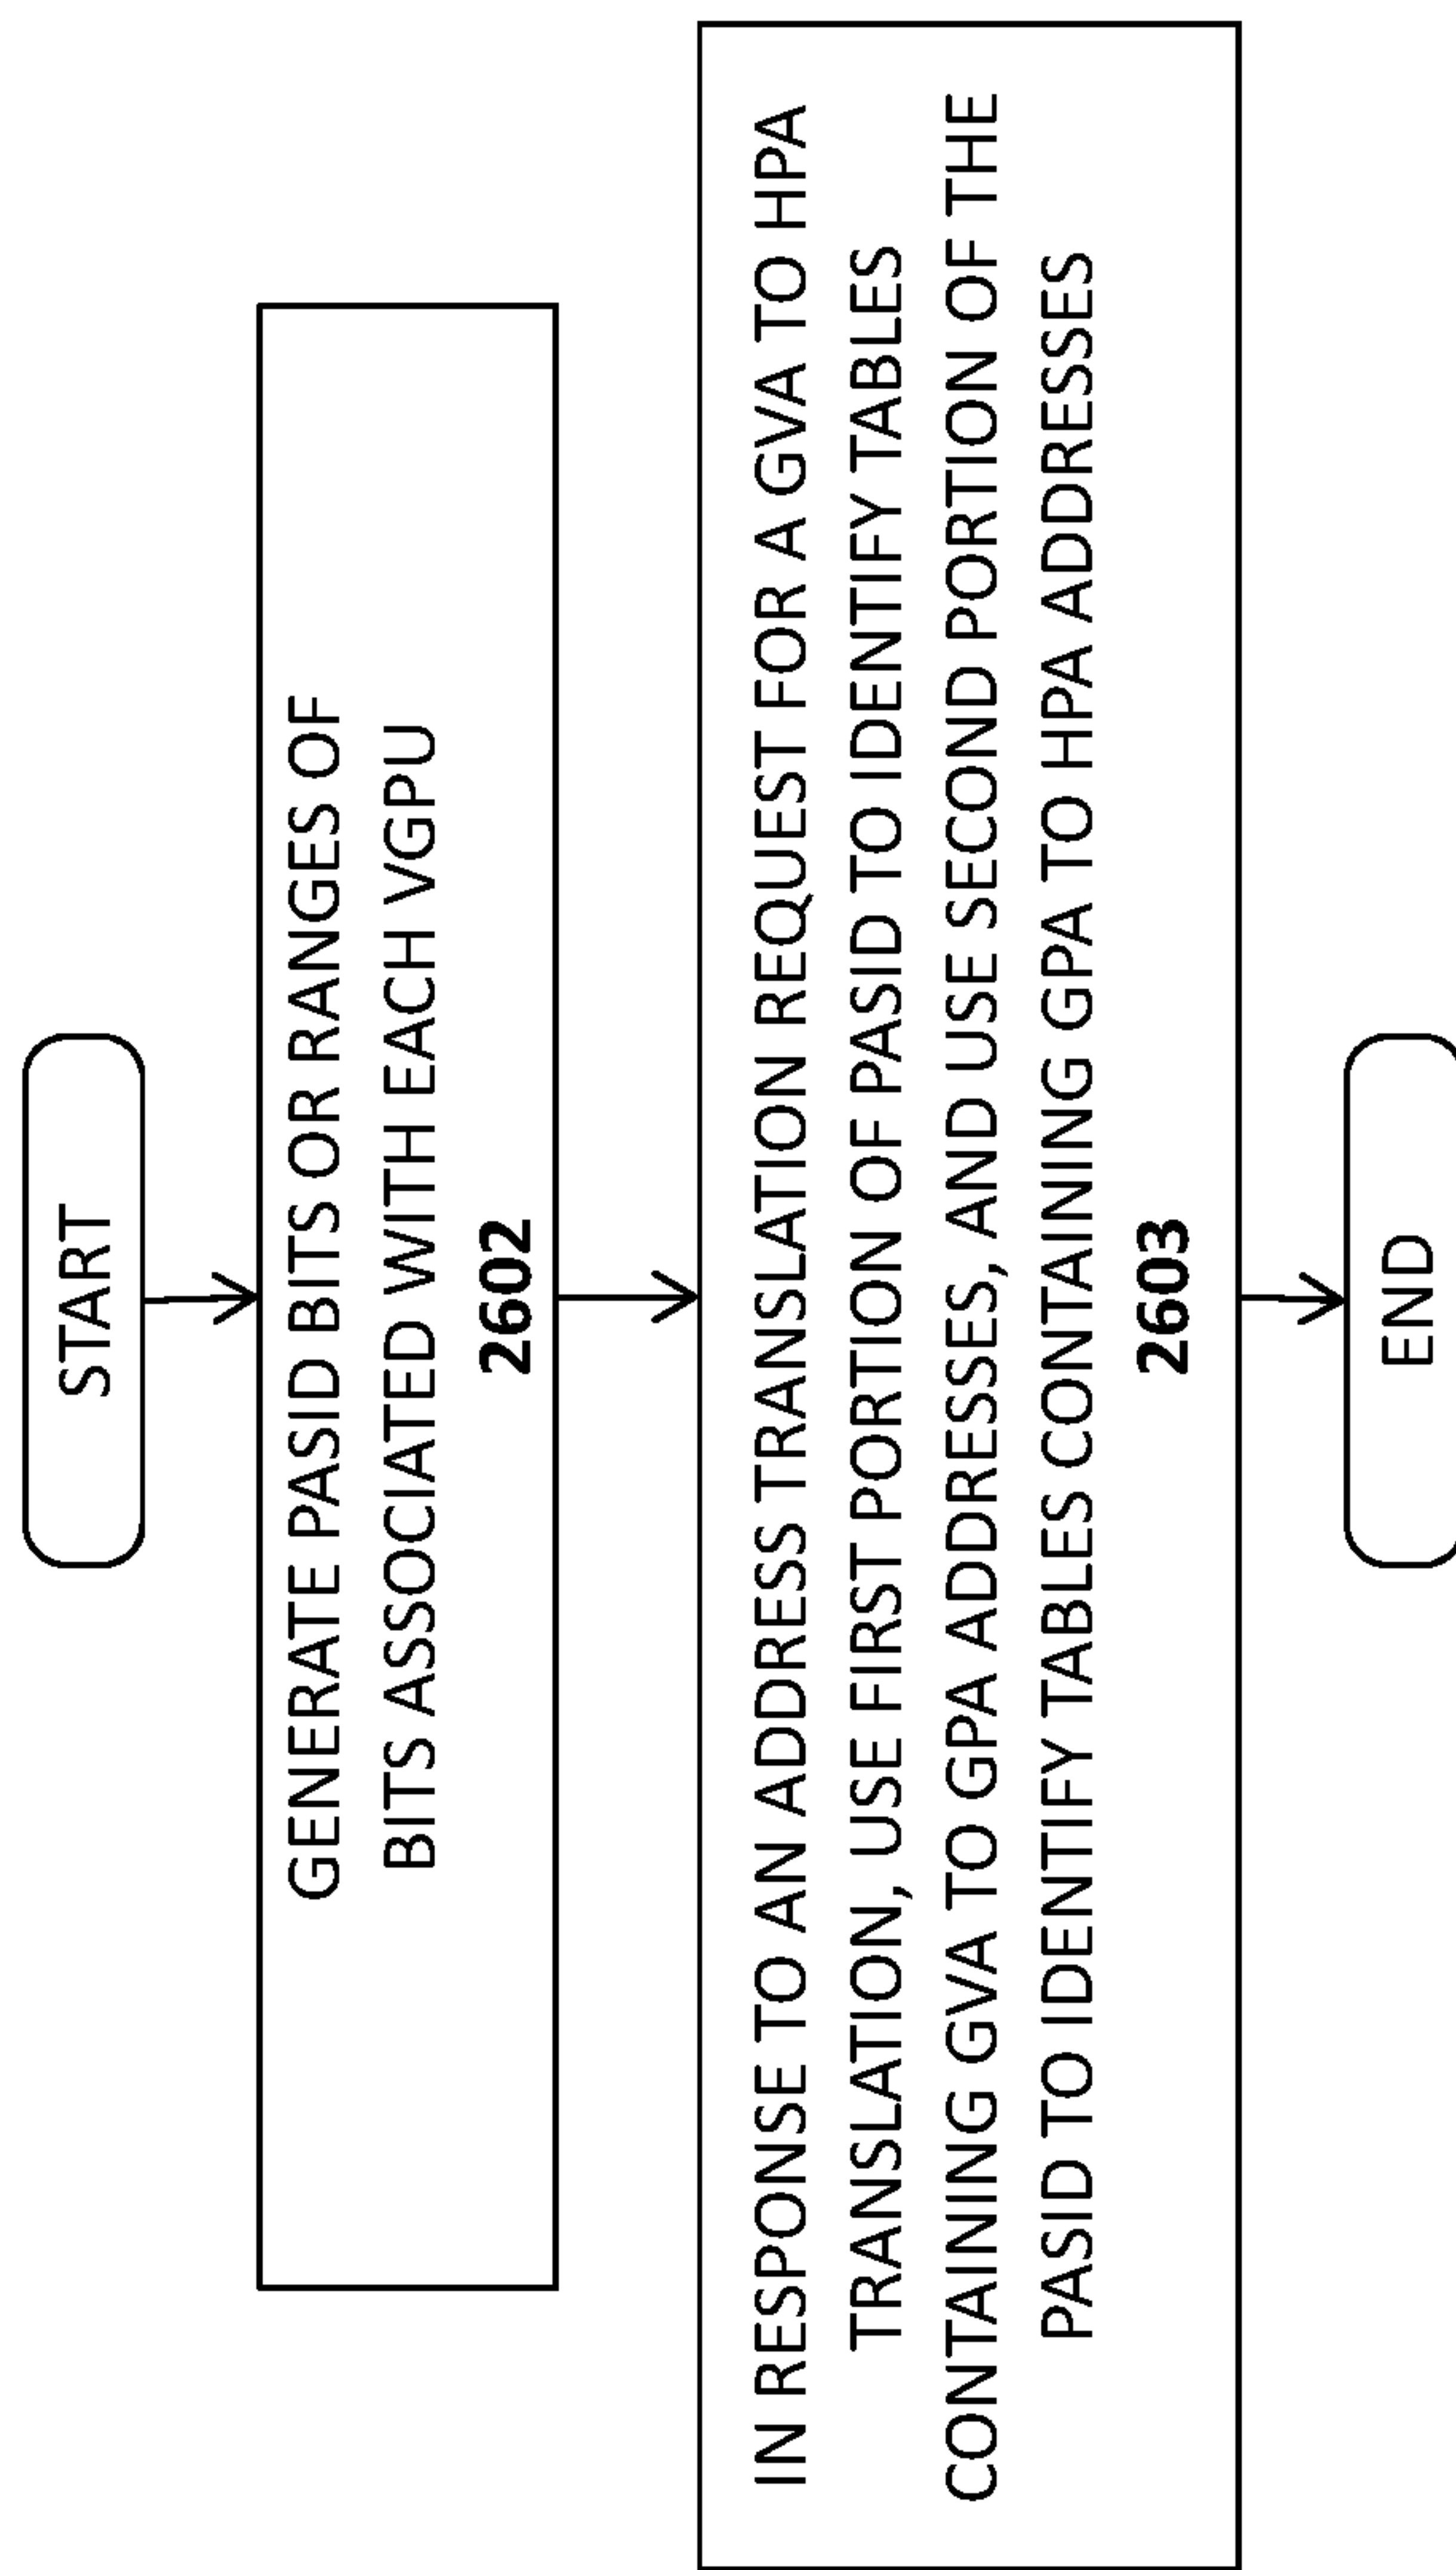 START
GENERATE PASID BITS OR RANGES OF
BITS ASSOCIATED WITH EACH VGPU
2602
IN RESPONSE TO AN ADDRESS TRANSLATION REQUEST FOR A GVA TO HPA
TRANSLATION, USE FIRST PORTION OF PASID TO IDENTIFY TABLES
CONTAINING GVA TO GPA ADDRESSES, AND USE SECOND PORTION OF THE
PASID TO IDENTIFY TABLES CONTAINING GPA TO HPA ADDRESSES
2603
END